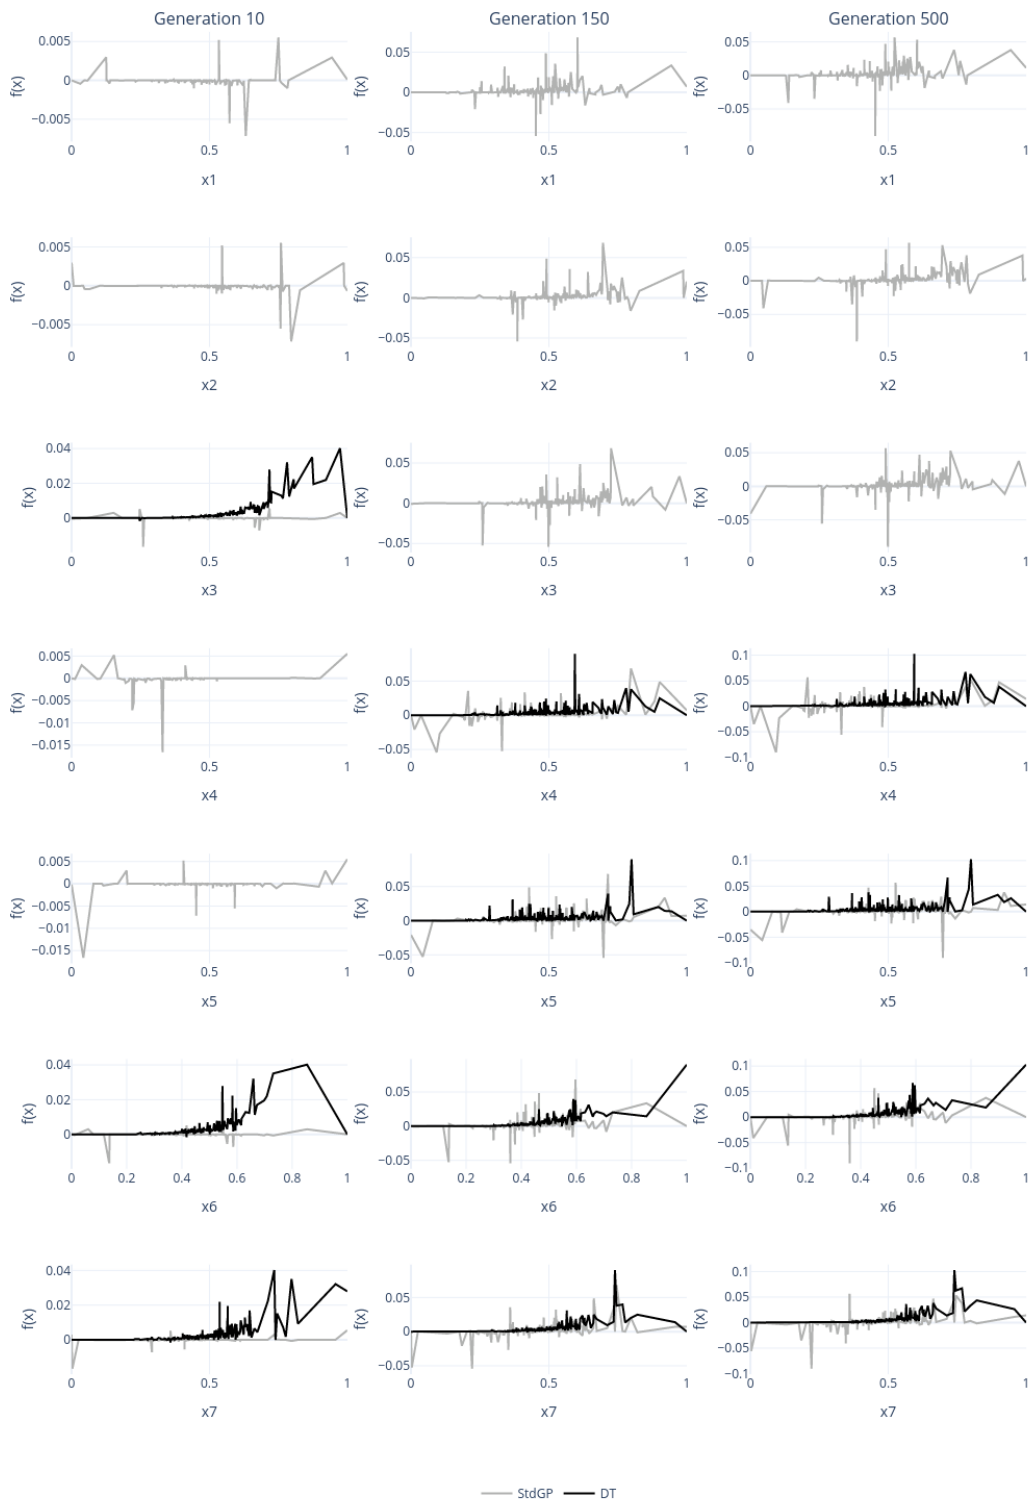 Generation 10 Generation 150 Generation 500
0.005 0.05 0.05
f(x) 0 f(x) 0 f(x) 0
−0.005 −0.05 −0.05
0 0.5 1 0 0.5 1 0 0.5 1
x1 x1 x1
0.005 0.05 0.05
f(x) 0 f(x) 0 f(x) 0
−0.005 −0.05 −0.05
0 0.5 1 0 0.5 1 0 0.5 1
x2 x2 x2
0.04 0.05 0.05
f(x) 0.02 f(x) 0 f(x) 0
0 −0.05 −0.05
0 0.5 1 0 0.5 1 0 0.5 1
x3 x3 x3
0.005 0.1
0 0.05 0.05
f(x) −0.005 f(x) 0 f(x) 0
−0.01 −0.05
−0.015 −0.05 −0.1
0 0.5 1 0 0.5 1 0 0.5 1
x4 x4 x4
0.005 0.1
0 0.05 0.05
f(x) −0.005 f(x) 0 f(x) 0
−0.01 −0.05
−0.015 −0.05 −0.1
0 0.5 1 0 0.5 1 0 0.5 1
x5 x5 x5
0.04 0.1
0.05 0.05
f(x) 0.02 f(x) 0 f(x) 0
0 −0.05 −0.05
−0.1
0 0.2 0.4 0.6 0.8 1 0 0.2 0.4 0.6 0.8 1 0 0.2 0.4 0.6 0.8 1
x6 x6 x6
0.04 0.1
0.05 0.05
f(x) 0.02 f(x) 0 f(x) 0
0 −0.05 −0.05
−0.1
0 0.5 1 0 0.5 1 0 0.5 1
x7 x7 x7
StdGP DT